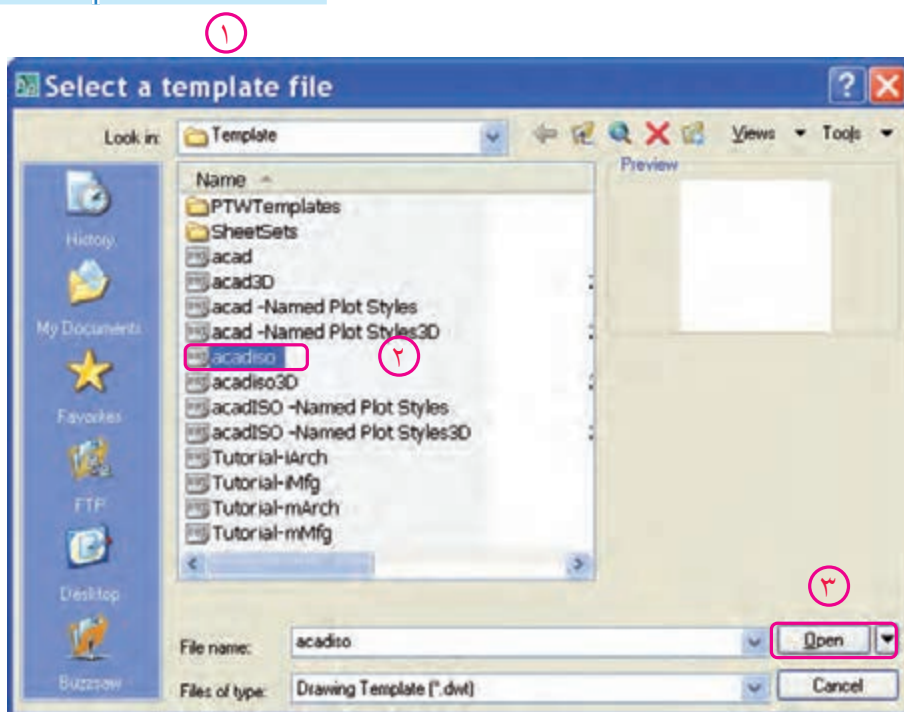 ۱
Select a template file
Look in: Template Views Tools
Name
Preview
PTWTemplates
SheetSets
acad
acad3D
acad -Named Plot Styles
acad -Named Plot Styles3D
acadiso
۲
acadiso3D
acadISO -Named Plot Styles
acadISO -Named Plot Styles3D
Tutorial-iArch
Tutorial-iMfg
Tutorial-mArch
Tutorial-mMfg
History
My Documents
Favorites
FTP
Desktop
Buzzsaw
۳
File name: acadiso Open
Files of type: Drawing Template (*.dwt) Cancel